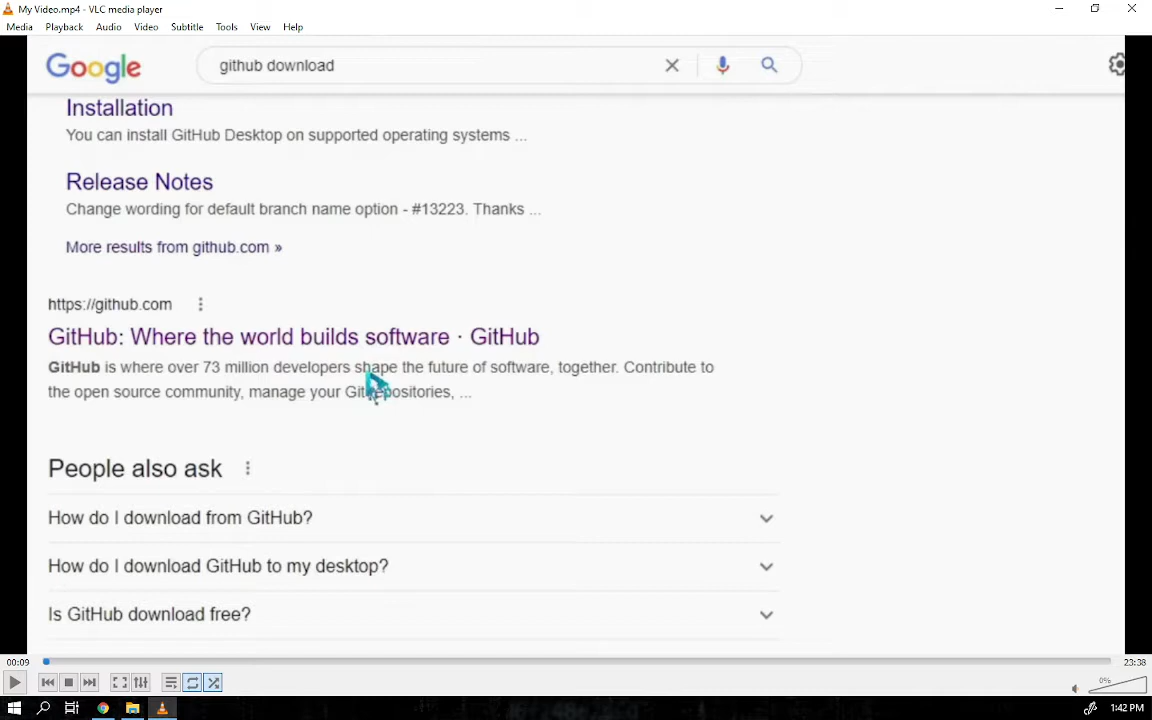 My Video.mp4 - VLC media player
Media Playback Audio Video Subtitle Tools View Help
Google
github download
Installation
You can install GitHub Desktop on supported operating systems ...
Release Notes
Change wording for default branch name option - #13223. Thanks ...
More results from github.com »
https://github.com
GitHub: Where the world builds software · GitHub
GitHub is where over 73 million developers shape the future of software, together. Contribute to
the open source community, manage your Git repositories, ...
People also ask
How do I download from GitHub?
How do I download GitHub to my desktop?
Is GitHub download free?
00:09
23:38
0%
1:42 PM